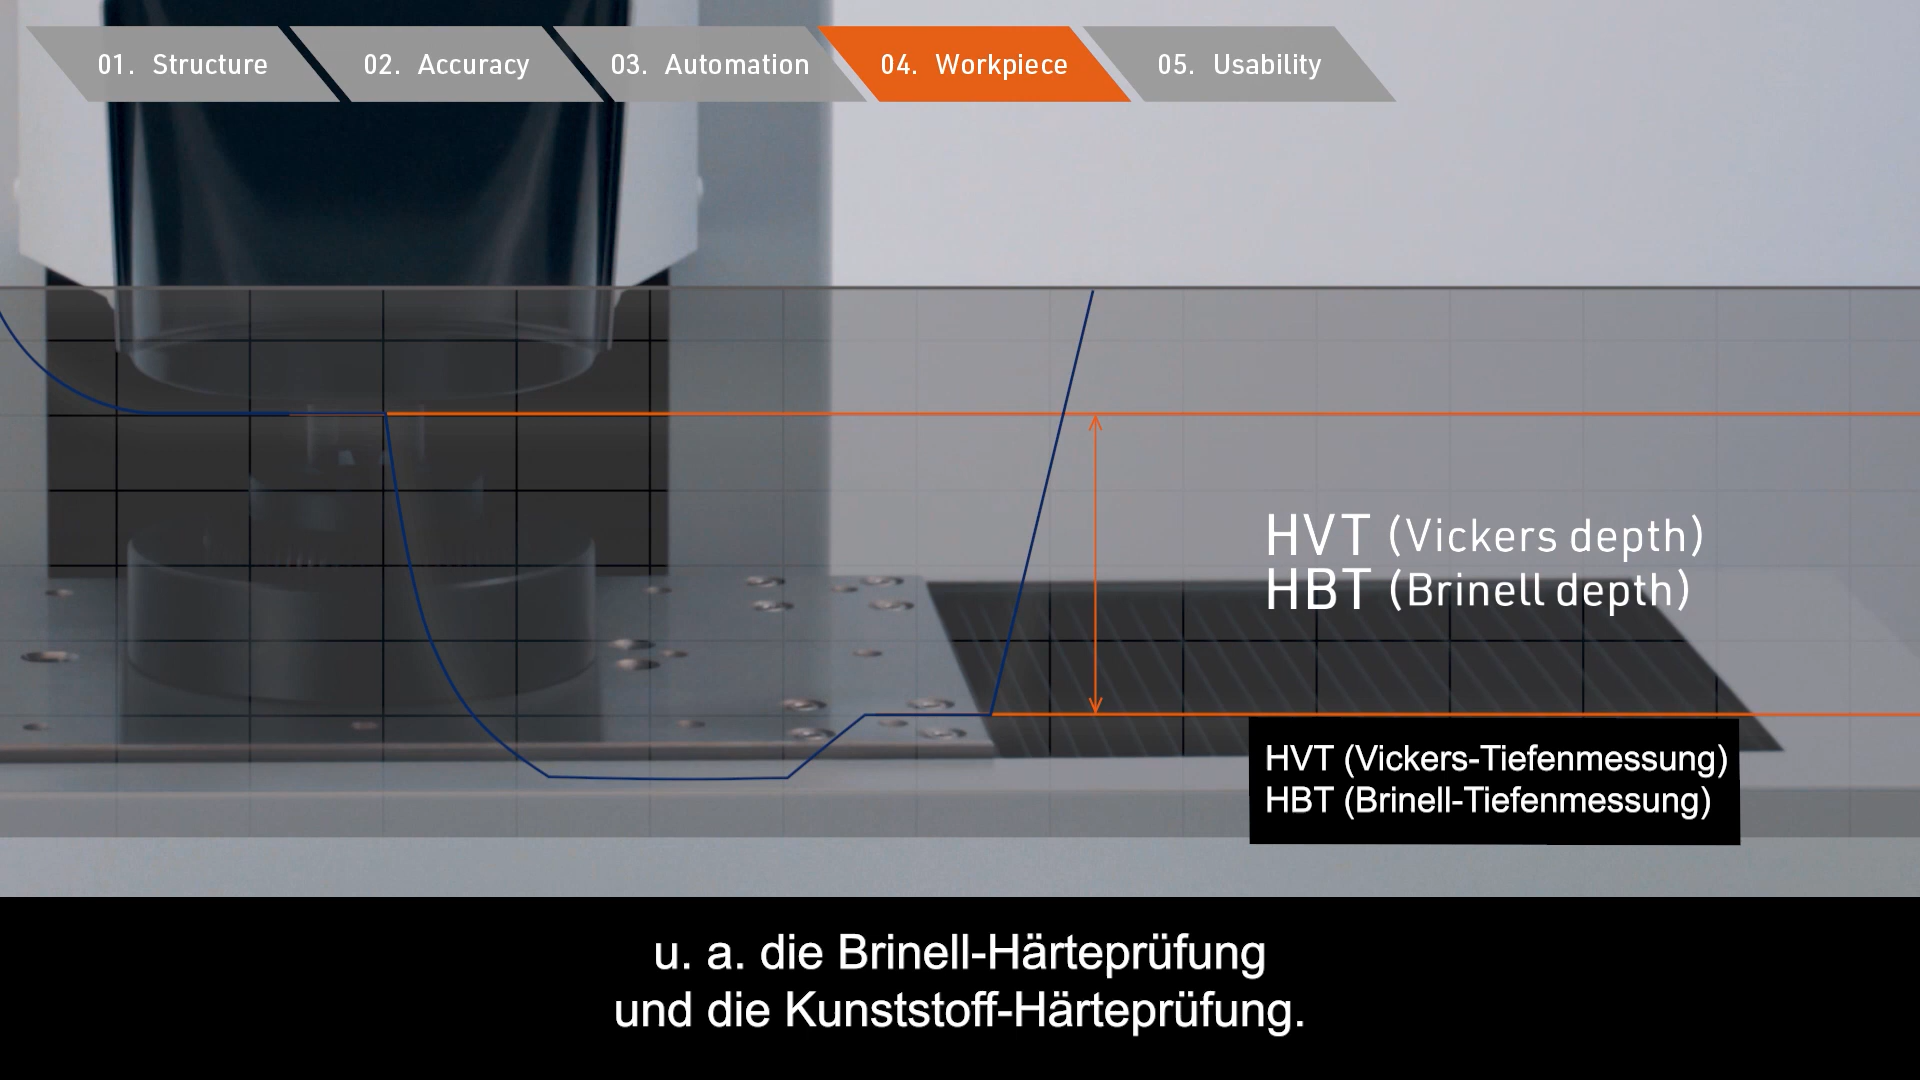 01. Structure
02. Accuracy
03. Automation
04. Workpiece
05. Usability
HVT (Vickers depth)
HBT (Brinell depth)
HVT (Vickers-Tiefenmessung)
HBT (Brinell-Tiefenmessung)
u. a. die Brinell-Härteprüfung
und die Kunststoff-Härteprüfung.